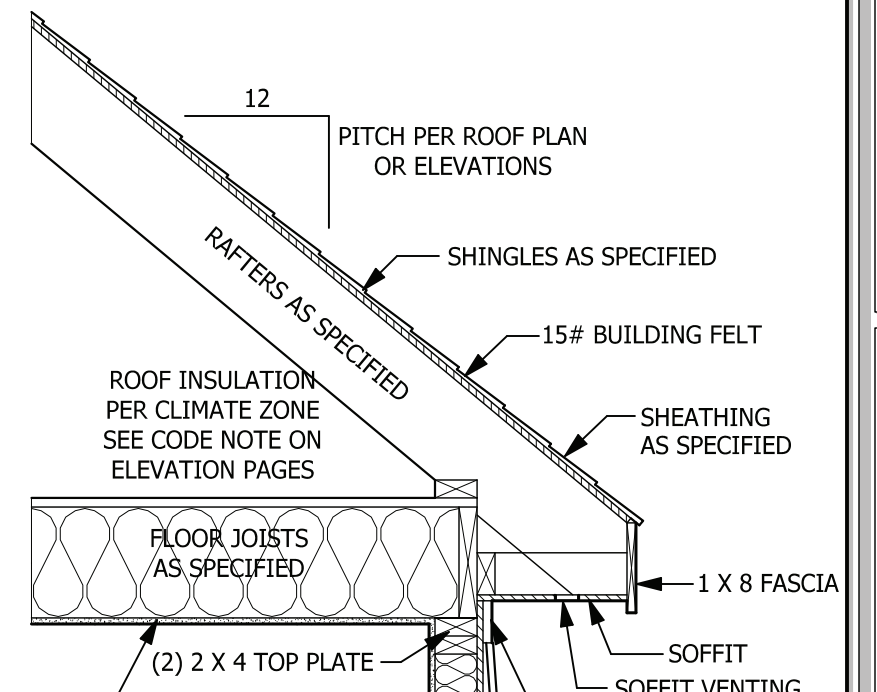 12
PITCH PER ROOF PLAN
OR ELEVATIONS
SHINGLES AS SPECIFIED
RAFTERS AS SPECIFIED
15# BUILDING FELT
ROOF INSULATION
PER CLIMATE ZONE
SEE CODE NOTE ON
ELEVATION PAGES
SHEATHING
AS SPECIFIED
FLOOR JOISTS
AS SPECIFIED
1 X 8 FASCIA
(2) 2 X 4 TOP PLATE
SOFFIT
SOFFIT VENTING